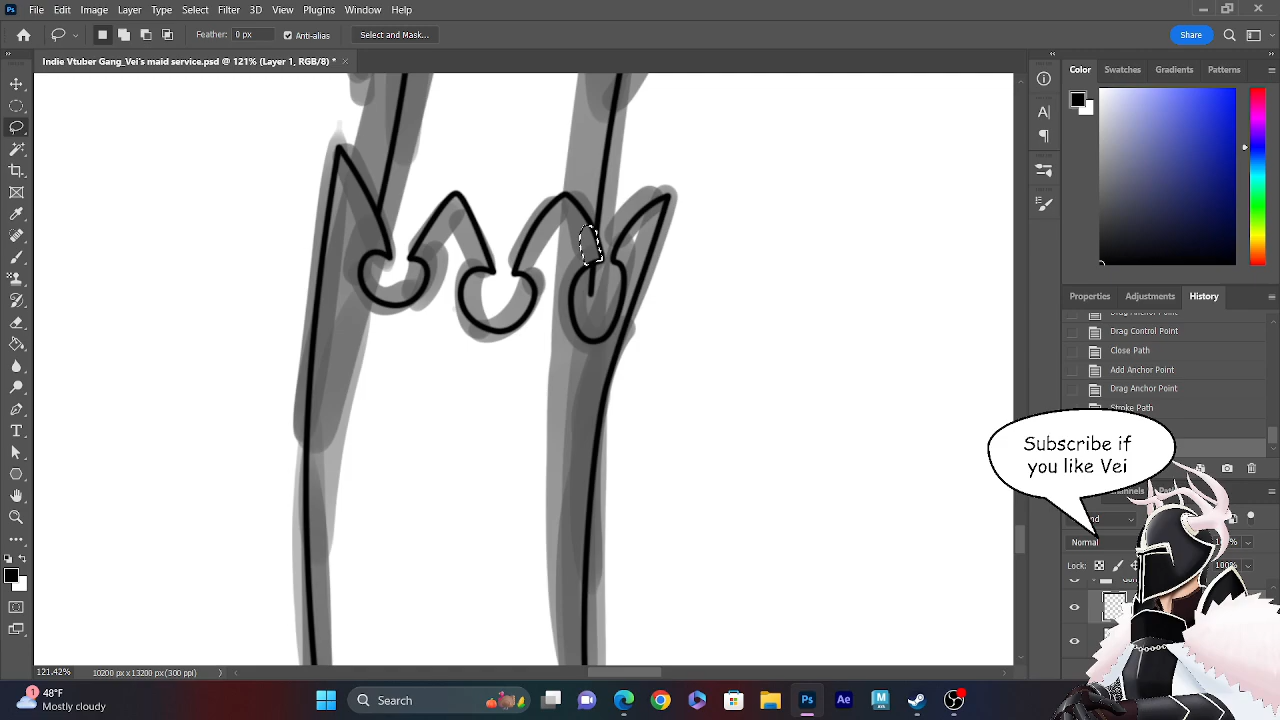 File Edit Image Layer Type Select Filter 3D View Plugins Window Help
Feather: 0 px Anti-alias Select and Mask... Share
Indie Vtuber Gang_Vei's maid service.psd @ 121% (Layer 1, RGB/8) *
Color Swatches Gradients Patterns
Properties Adjustments History
Drag Control Point
Close Path
Add Anchor Point
Drag Anchor Point
Stroke Path
Subscribe if
you like Vei
Normal
Lock: 100%
121.42% 10200 px x 13200 px (300 ppi)
1 48°F
Mostly cloudy
Search